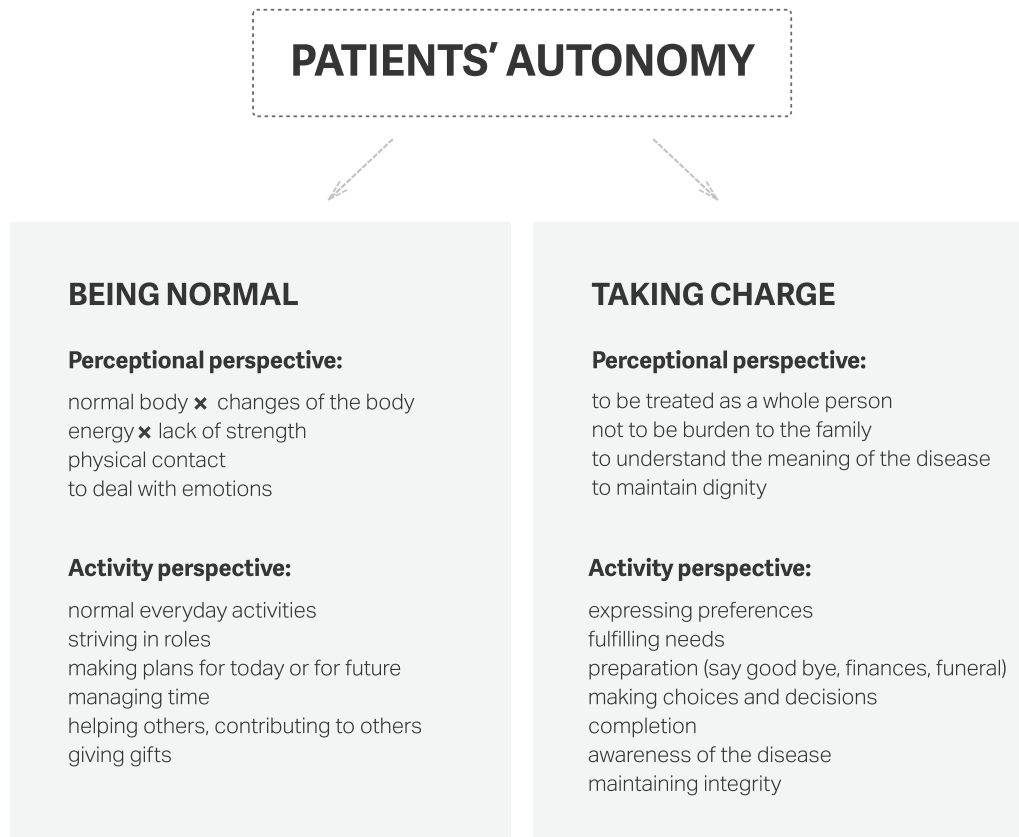 PATIENTS’ AUTONOMY
BEING NORMAL
Perceptional perspective:
normal body × changes of the body
energy × lack of strength
physical contact
to deal with emotions
Activity perspective:
normal everyday activities
striving in roles
making plans for today or for future
managing time
helping others, contributing to others
giving gifts
TAKING CHARGE
Perceptional perspective:
to be treated as a whole person
not to be burden to the family
to understand the meaning of the disease
to maintain dignity
Activity perspective:
expressing preferences
fulfilling needs
preparation (say good bye, finances, funeral)
making choices and decisions
completion
awareness of the disease
maintaining integrity